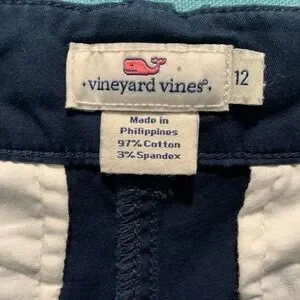 vineyard vines®
12
Made in
Philippines
97% Cotton
3% Spandex